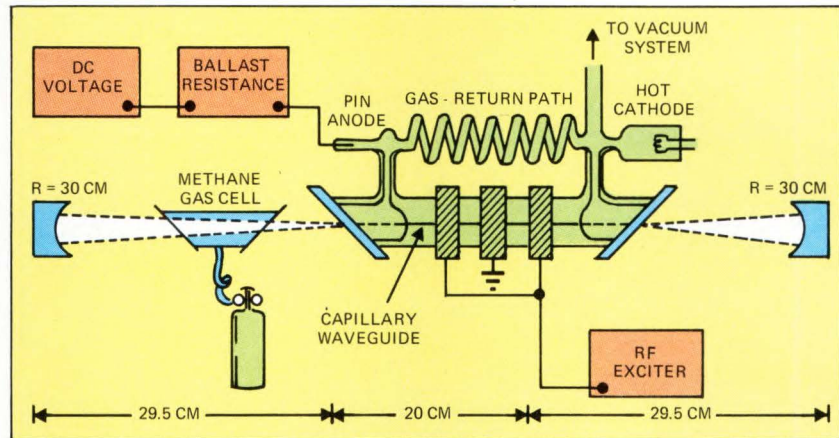 TO VACUUM
SYSTEM
DC
VOLTAGE
BALLAST
RESISTANCE
PIN
ANODE
GAS - RETURN PATH
HOT
CATHODE
R = 30 CM
METHANE
GAS CELL
R = 30 CM
CAPILLARY
WAVEGUIDE
RF
EXCITER
29.5 CM
20 CM
29.5 CM